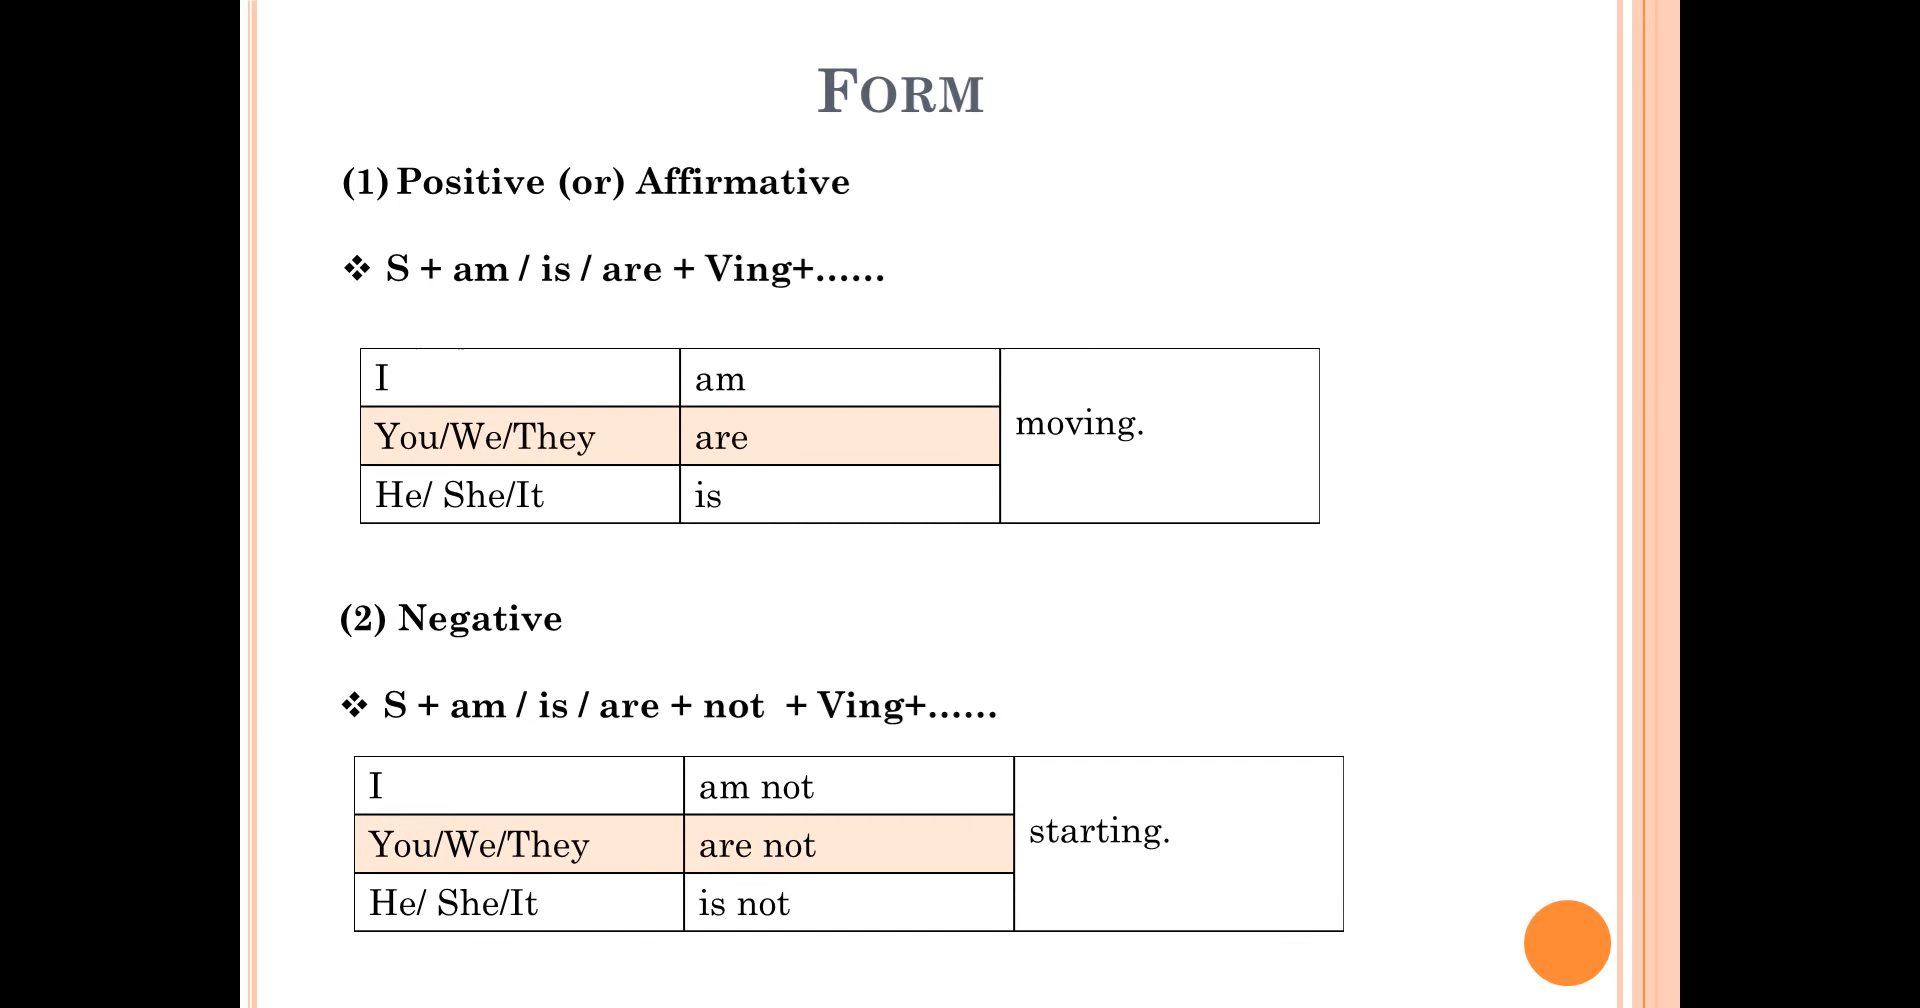 FORM
(1) Positive (or) Affirmative
❖ S + am / is / are + Ving+......
I am
You/We/They are moving.
He/ She/It is
(2) Negative
❖ S + am / is / are + not + Ving+......
I am not
You/We/They are not starting.
He/ She/It is not